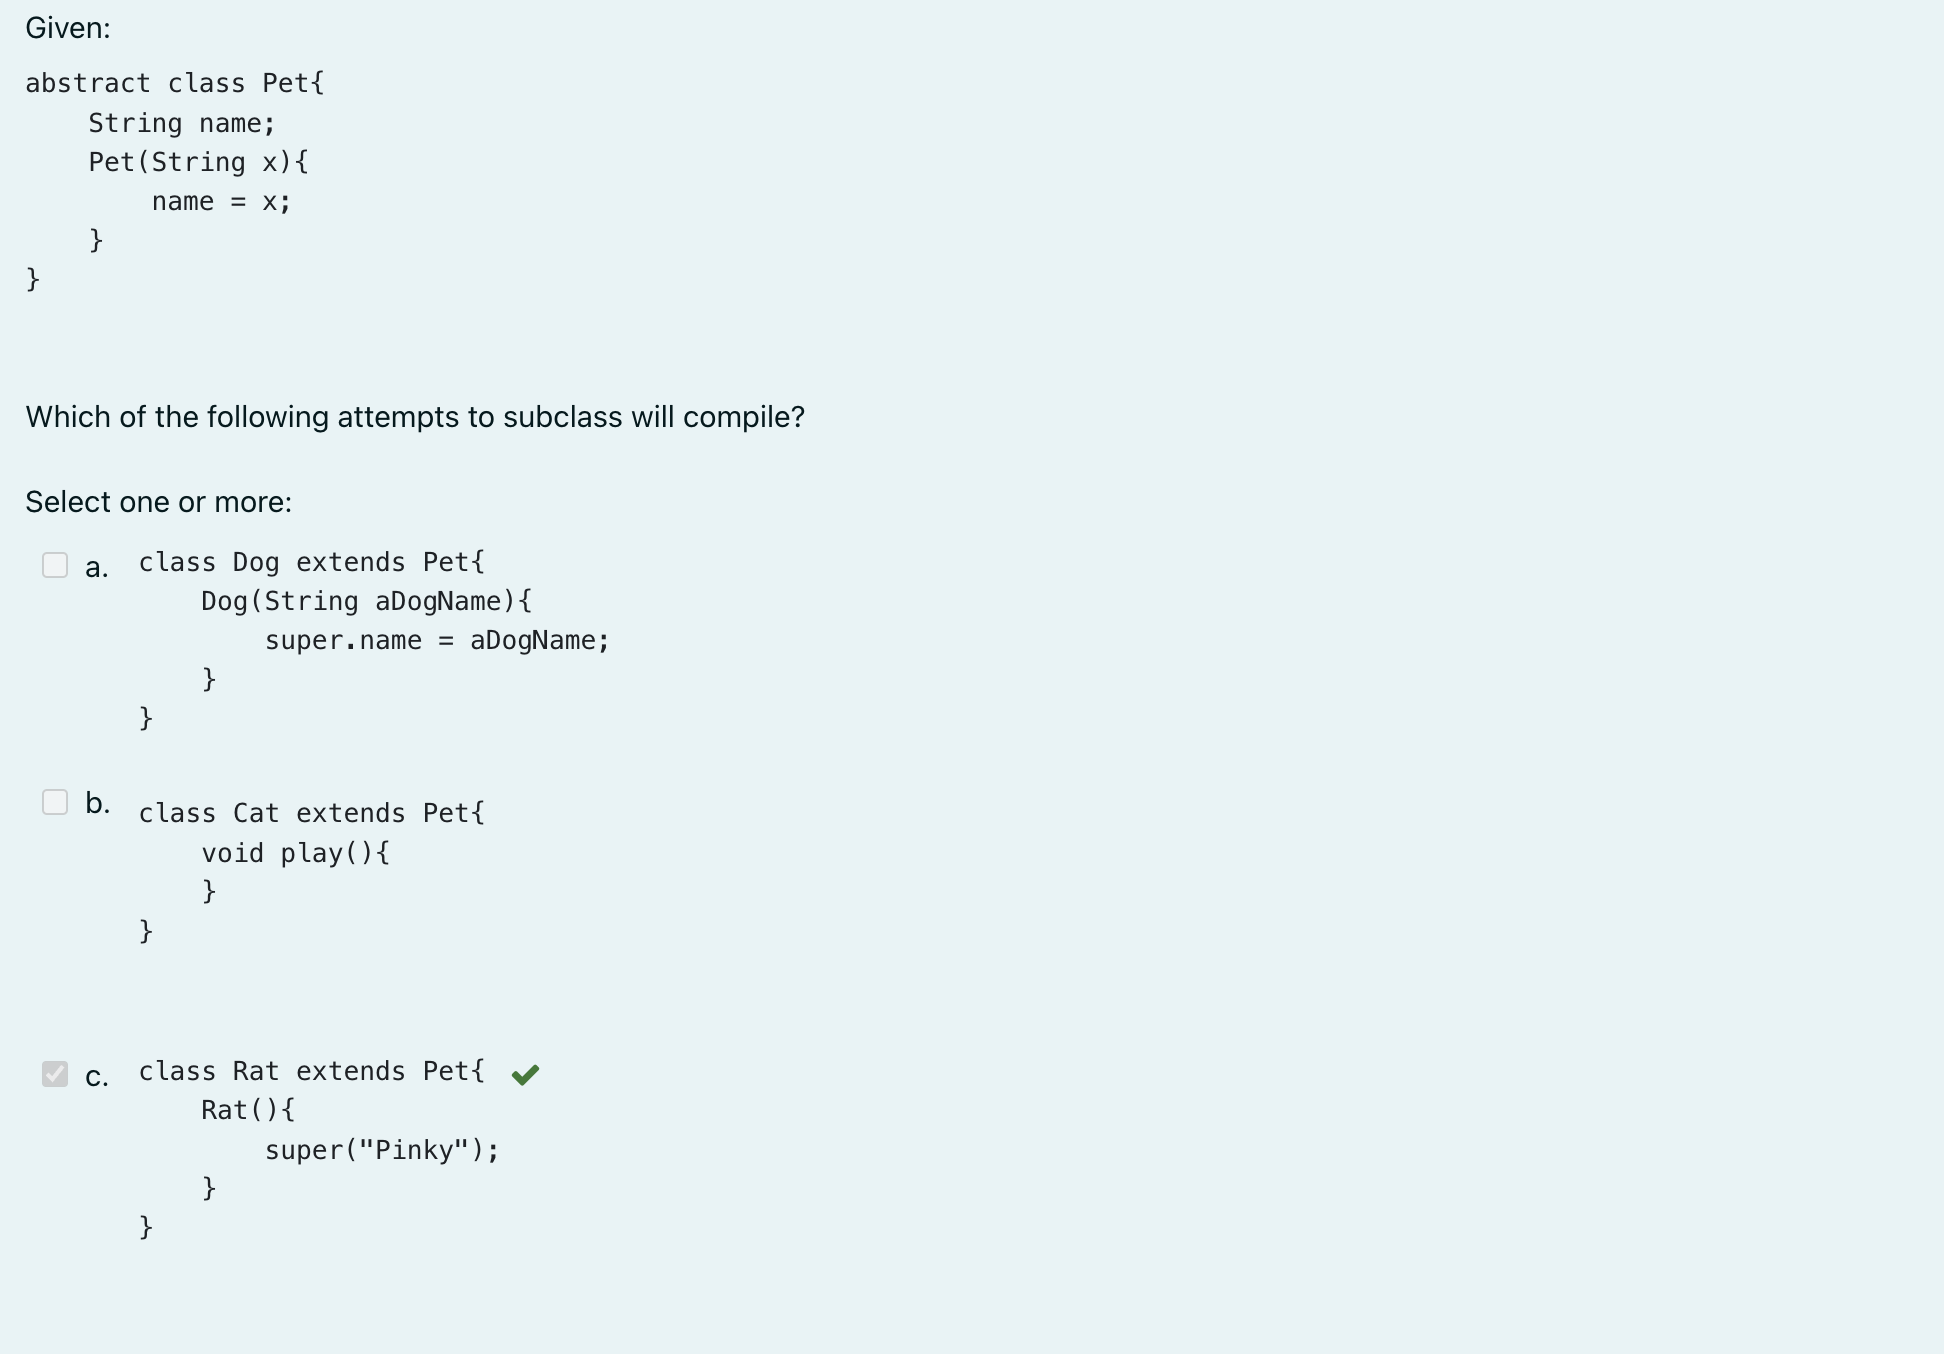 Given:
abstract class Pet{
    String name;
    Pet(String x){
        name = x;
    }
}
Which of the following attempts to subclass will compile?
Select one or more:
a. class Dog extends Pet{
    Dog(String aDogName){
        super.name = aDogName;
    }
}
b. class Cat extends Pet{
    void play(){
    }
}
c. class Rat extends Pet{
    Rat(){
        super("Pinky");
    }
}